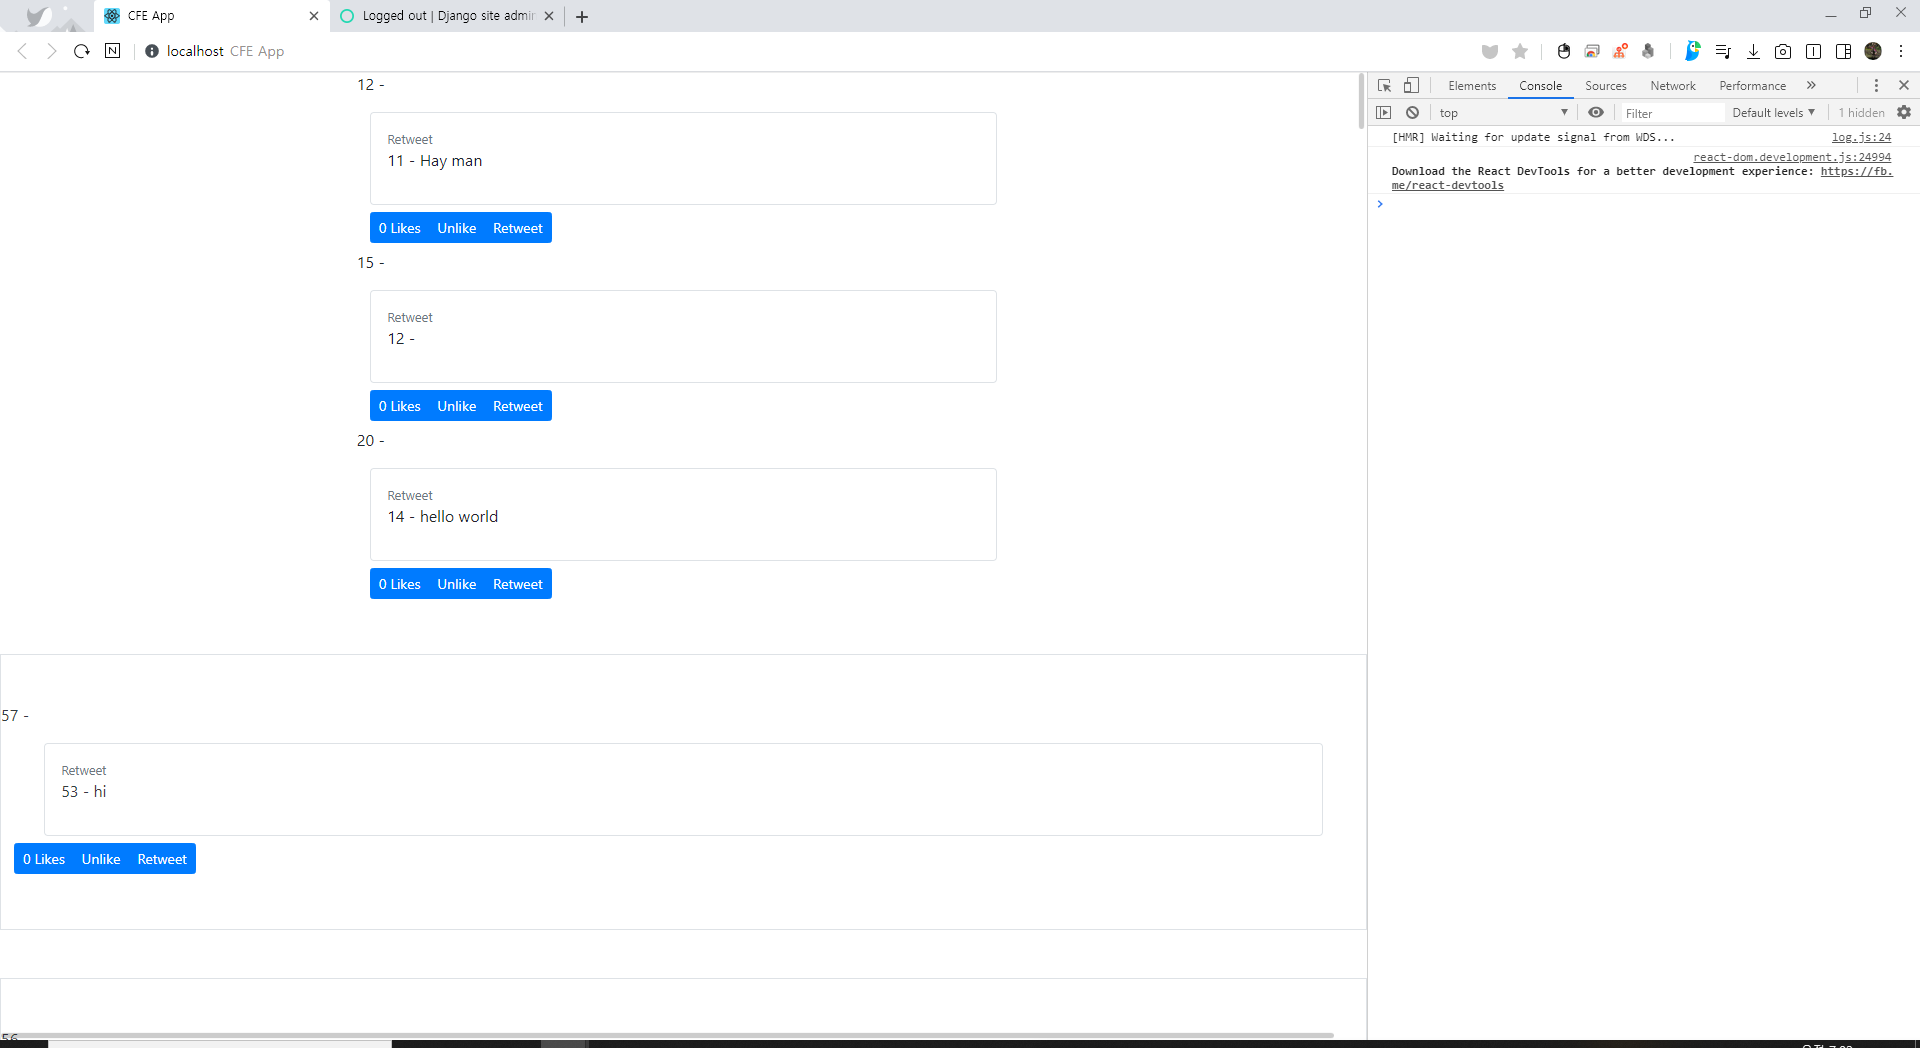 CFE App
Logged out | Django site admin
N
localhost CFE App
12 -
Retweet
11 - Hay man
0 Likes Unlike Retweet
15 -
Retweet
12 -
0 Likes Unlike Retweet
20 -
Retweet
14 - hello world
0 Likes Unlike Retweet
57 -
Retweet
53 - hi
0 Likes Unlike Retweet
Elements Console Sources Network Performance
top Filter Default levels 1 hidden
[HMR] Waiting for update signal from WDS... log.js:24
react-dom.development.js:24994
Download the React DevTools for a better development experience: https://fb.
me/react-devtools